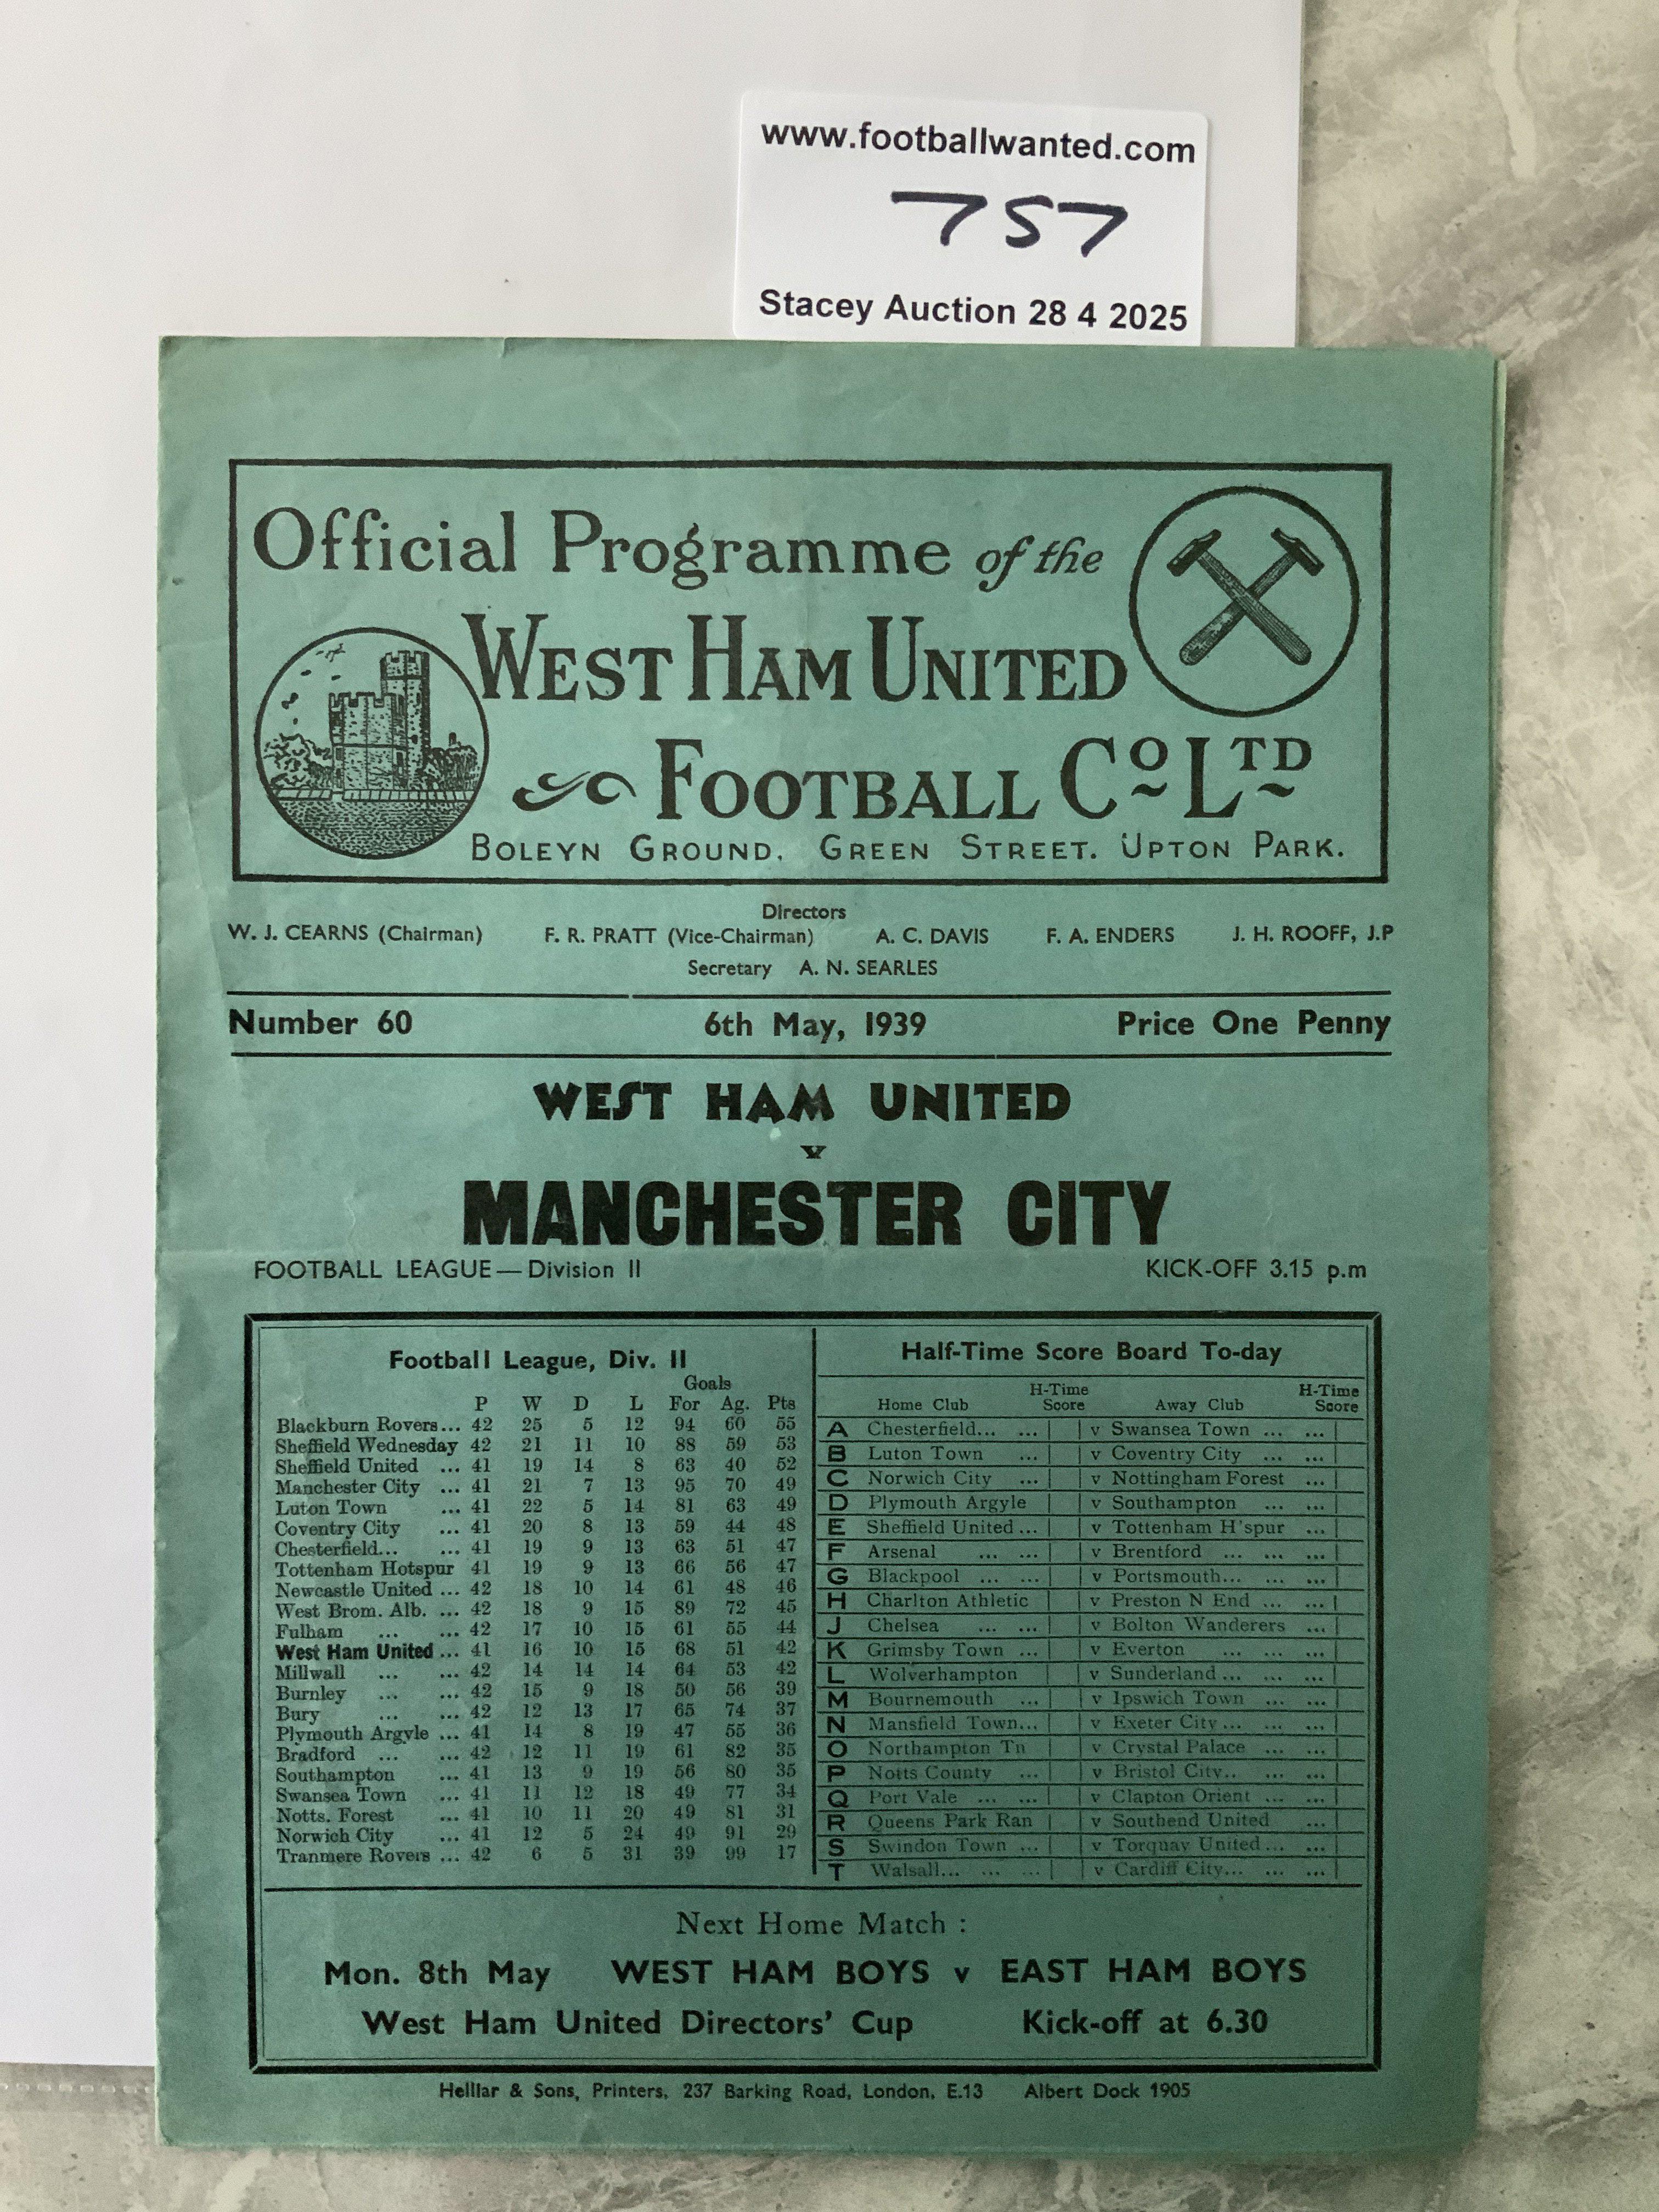 www.footballwanted.com
757
Stacey Auction 28 4 2025
Official Programme of the
WEST HAM UNITED
FOOTBALL Co LTD
BOLEYN GROUND, GREEN STREET. UPTON PARK.
Directors
W. J. CEARNS (Chairman) F. R. PRATT (Vice-Chairman) A. C. DAVIS F. A. ENDERS J. H. ROOFF, J.P
Secretary A. N. SEARLES
Number 60 6th May, 1939 Price One Penny
WEST HAM UNITED
v
MANCHESTER CITY
FOOTBALL LEAGUE — Division II KICK-OFF 3.15 p.m
Football League, Div. II
Goals
P W D L For Ag. Pts
Blackburn Rovers... 42 25 5 12 94 60 55
Sheffield Wednesday 42 21 11 10 88 59 53
Sheffield United ... 41 19 14 8 63 40 52
Manchester City ... 41 21 7 13 95 70 49
Luton Town ... 41 22 5 14 81 63 49
Coventry City ... 41 20 8 13 59 44 48
Chesterfield... ... 41 19 9 13 63 51 47
Tottenham Hotspur 41 19 9 13 66 56 47
Newcastle United ... 42 18 10 14 61 48 46
West Brom. Alb. ... 42 18 9 15 89 72 45
Fulham ... ... 42 17 10 15 61 55 44
West Ham United ... 41 16 10 15 68 51 42
Millwall ... ... 42 14 14 14 64 53 42
Burnley ... ... 42 15 9 18 50 56 39
Bury ... ... 42 12 13 17 65 74 37
Plymouth Argyle ... 41 14 8 19 47 55 36
Bradford ... ... 42 12 11 19 61 82 35
Southampton ... 41 13 9 19 56 80 35
Swansea Town ... 41 11 12 18 49 77 34
Notts. Forest ... 41 10 11 20 49 81 31
Norwich City ... 41 12 5 24 49 91 29
Tranmere Rovers ... 42 6 5 31 39 99 17
Half-Time Score Board To-day
H-Time H-Time
Home Club Score Away Club Score
A Chesterfield... ... v Swansea Town ... ...
B Luton Town ... v Coventry City ... ...
C Norwich City ... v Nottingham Forest ...
D Plymouth Argyle v Southampton ... ...
E Sheffield United ... v Tottenham H'spur ...
F Arsenal ... ... v Brentford ... ... ...
G Blackpool ... ... v Portsmouth... ... ...
H Charlton Athletic v Preston N End ... ...
J Chelsea ... ... v Bolton Wanderers ...
K Grimsby Town ... v Everton ... ... ...
L Wolverhampton v Sunderland ... ... ...
M Bournemouth ... v Ipswich Town ... ...
N Mansfield Town... v Exeter City ... ... ...
O Northampton Tn v Crystal Palace ... ...
P Notts County ... v Bristol City.. ... ...
Q Port Vale ... ... v Clapton Orient ... ...
R Queens Park Ran v Southend United ...
S Swindon Town ... v Torquay United ... ...
T Walsall... ... ... v Cardiff City... ... ...
Next Home Match :
Mon. 8th May WEST HAM BOYS v EAST HAM BOYS
West Ham United Directors' Cup Kick-off at 6.30
Helliar & Sons, Printers, 237 Barking Road, London, E.13 Albert Dock 1905